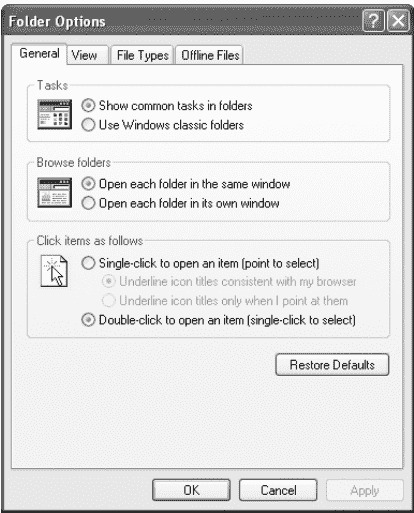 Folder Options
General View File Types Offline Files
Tasks
Show common tasks in folders
Use Windows classic folders
Browse folders
Open each folder in the same window
Open each folder in its own window
Click items as follows
Single-click to open an item (point to select)
Underline icon titles consistent with my browser
Underline icon titles only when I point at them
Double-click to open an item (single-click to select)
Restore Defaults
OK Cancel Apply